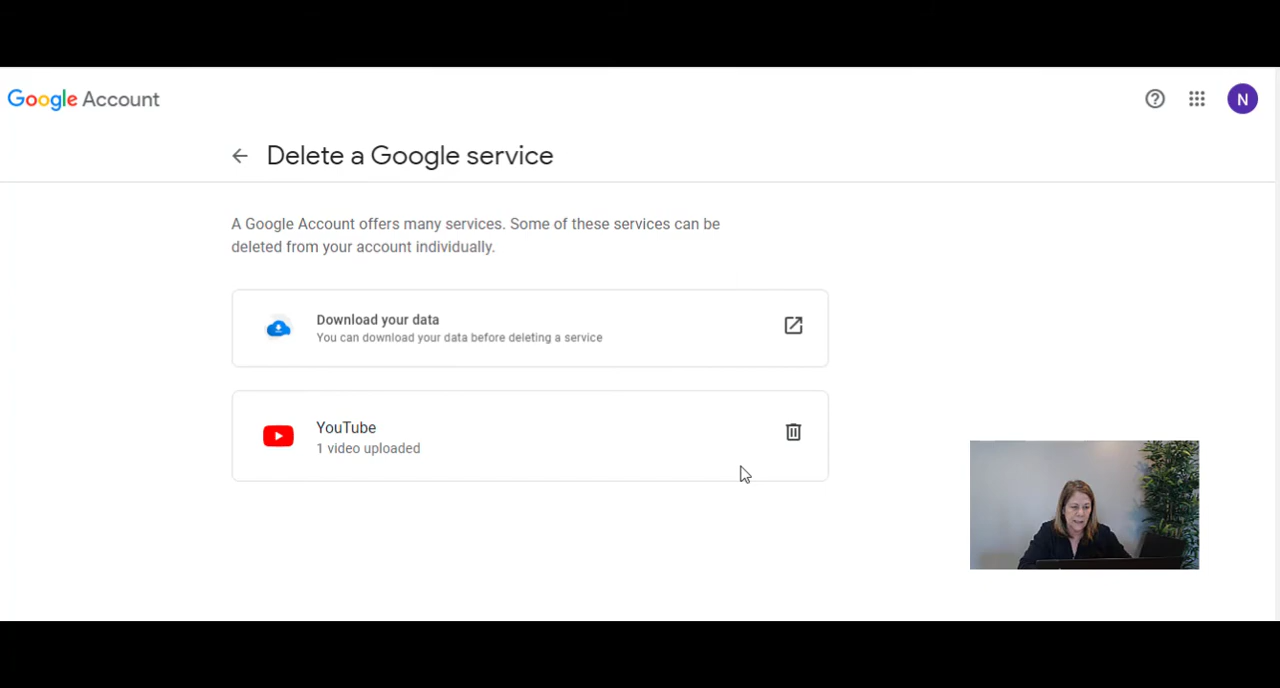 Google Account
N
Delete a Google service
A Google Account offers many services. Some of these services can be
deleted from your account individually.
Download your data
You can download your data before deleting a service
YouTube
1 video uploaded